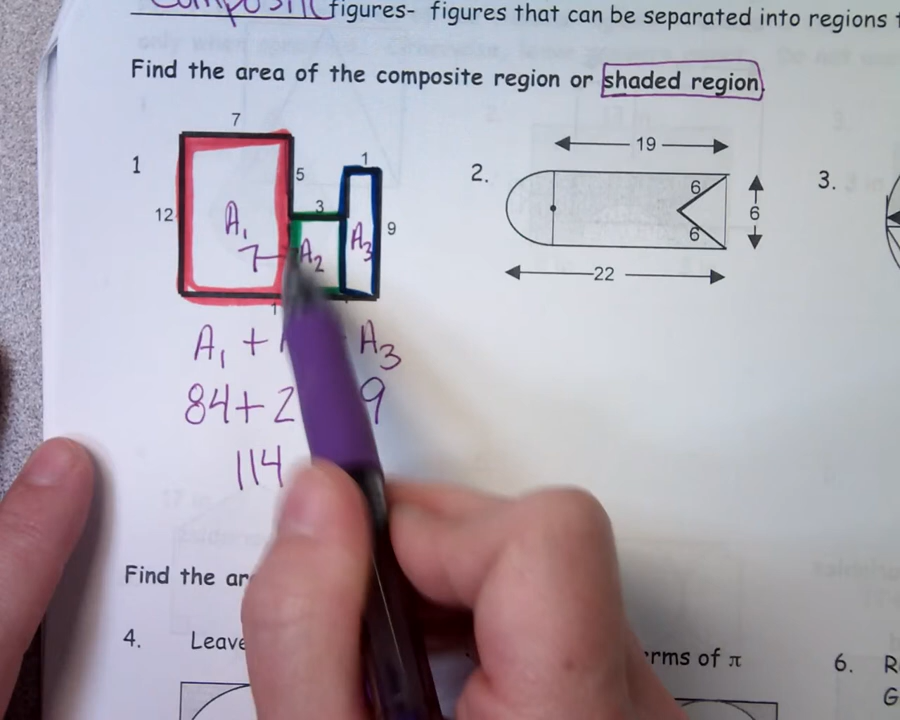 figures- figures that can be separated into regions
Find the area of the composite region or shaded region.
1
7
12
5
3
1
9
A1
7
A2
A3
A1 + A3
84+ 2 9
114
2.
19
6
6
6
22
3.
Find the
4. Leave
terms of π
6.